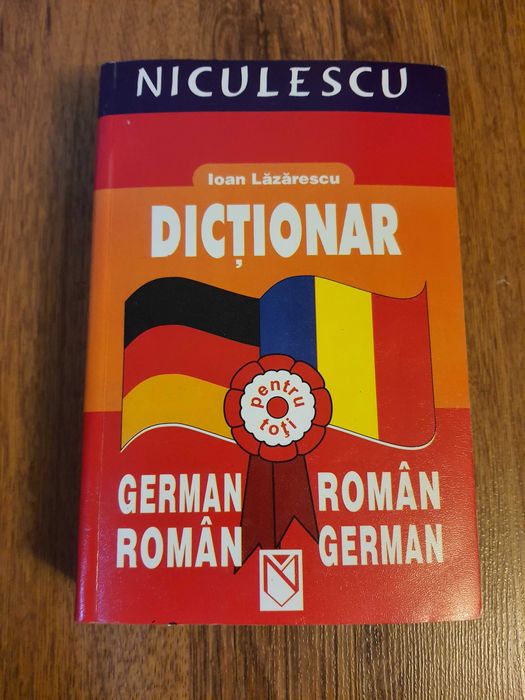 NICULESCU
Ioan Lăzărescu
DICȚIONAR
pentru
toți
GERMAN
ROMÂN
ROMÂN
GERMAN